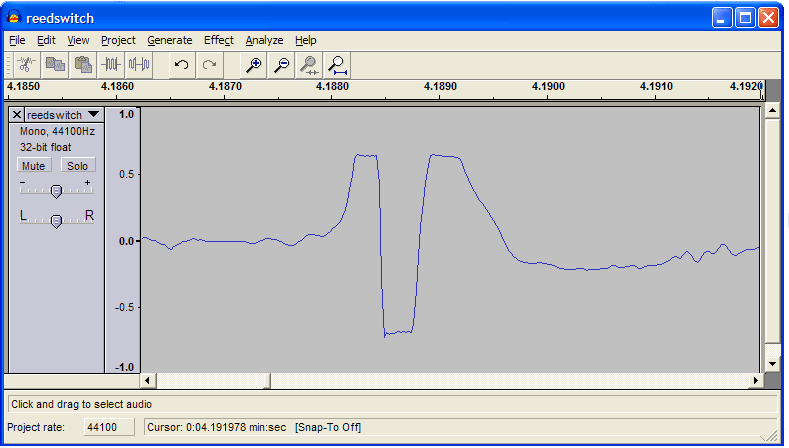 reedswitch
File Edit View Project Generate Effect Analyze Help
4.1850 4.1860 4.1870 4.1880 4.1890 4.1900 4.1910 4.1920
reedswitch
Mono, 44100Hz
32-bit float
Mute Solo
- +
L R
1.0
0.5
0.0
-0.5
-1.0
Click and drag to select audio
Project rate: 44100 Cursor: 0:04.191978 min:sec [Snap-To Off]